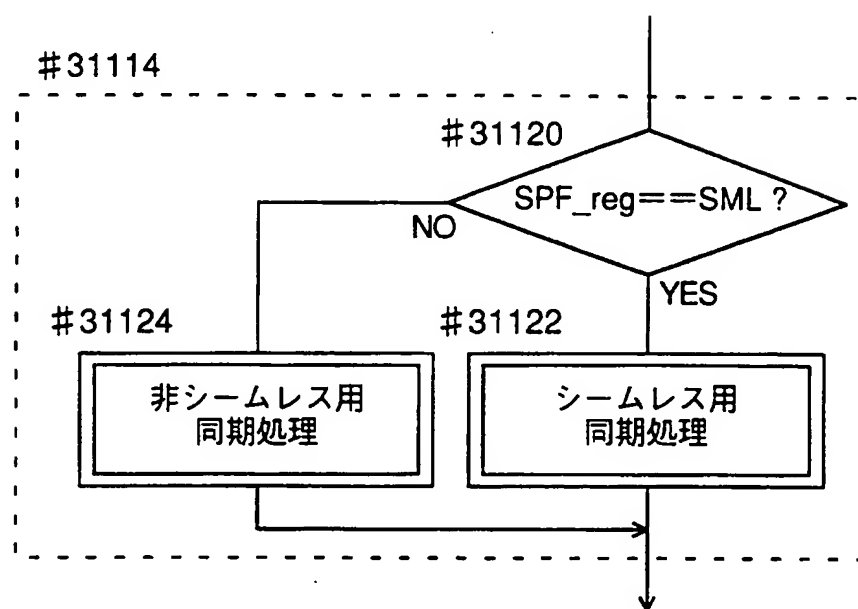 #31114
#31120
SPF_reg==SML ?
NO
YES
#31124
#31122
非シームレス用
同期処理
シームレス用
同期処理